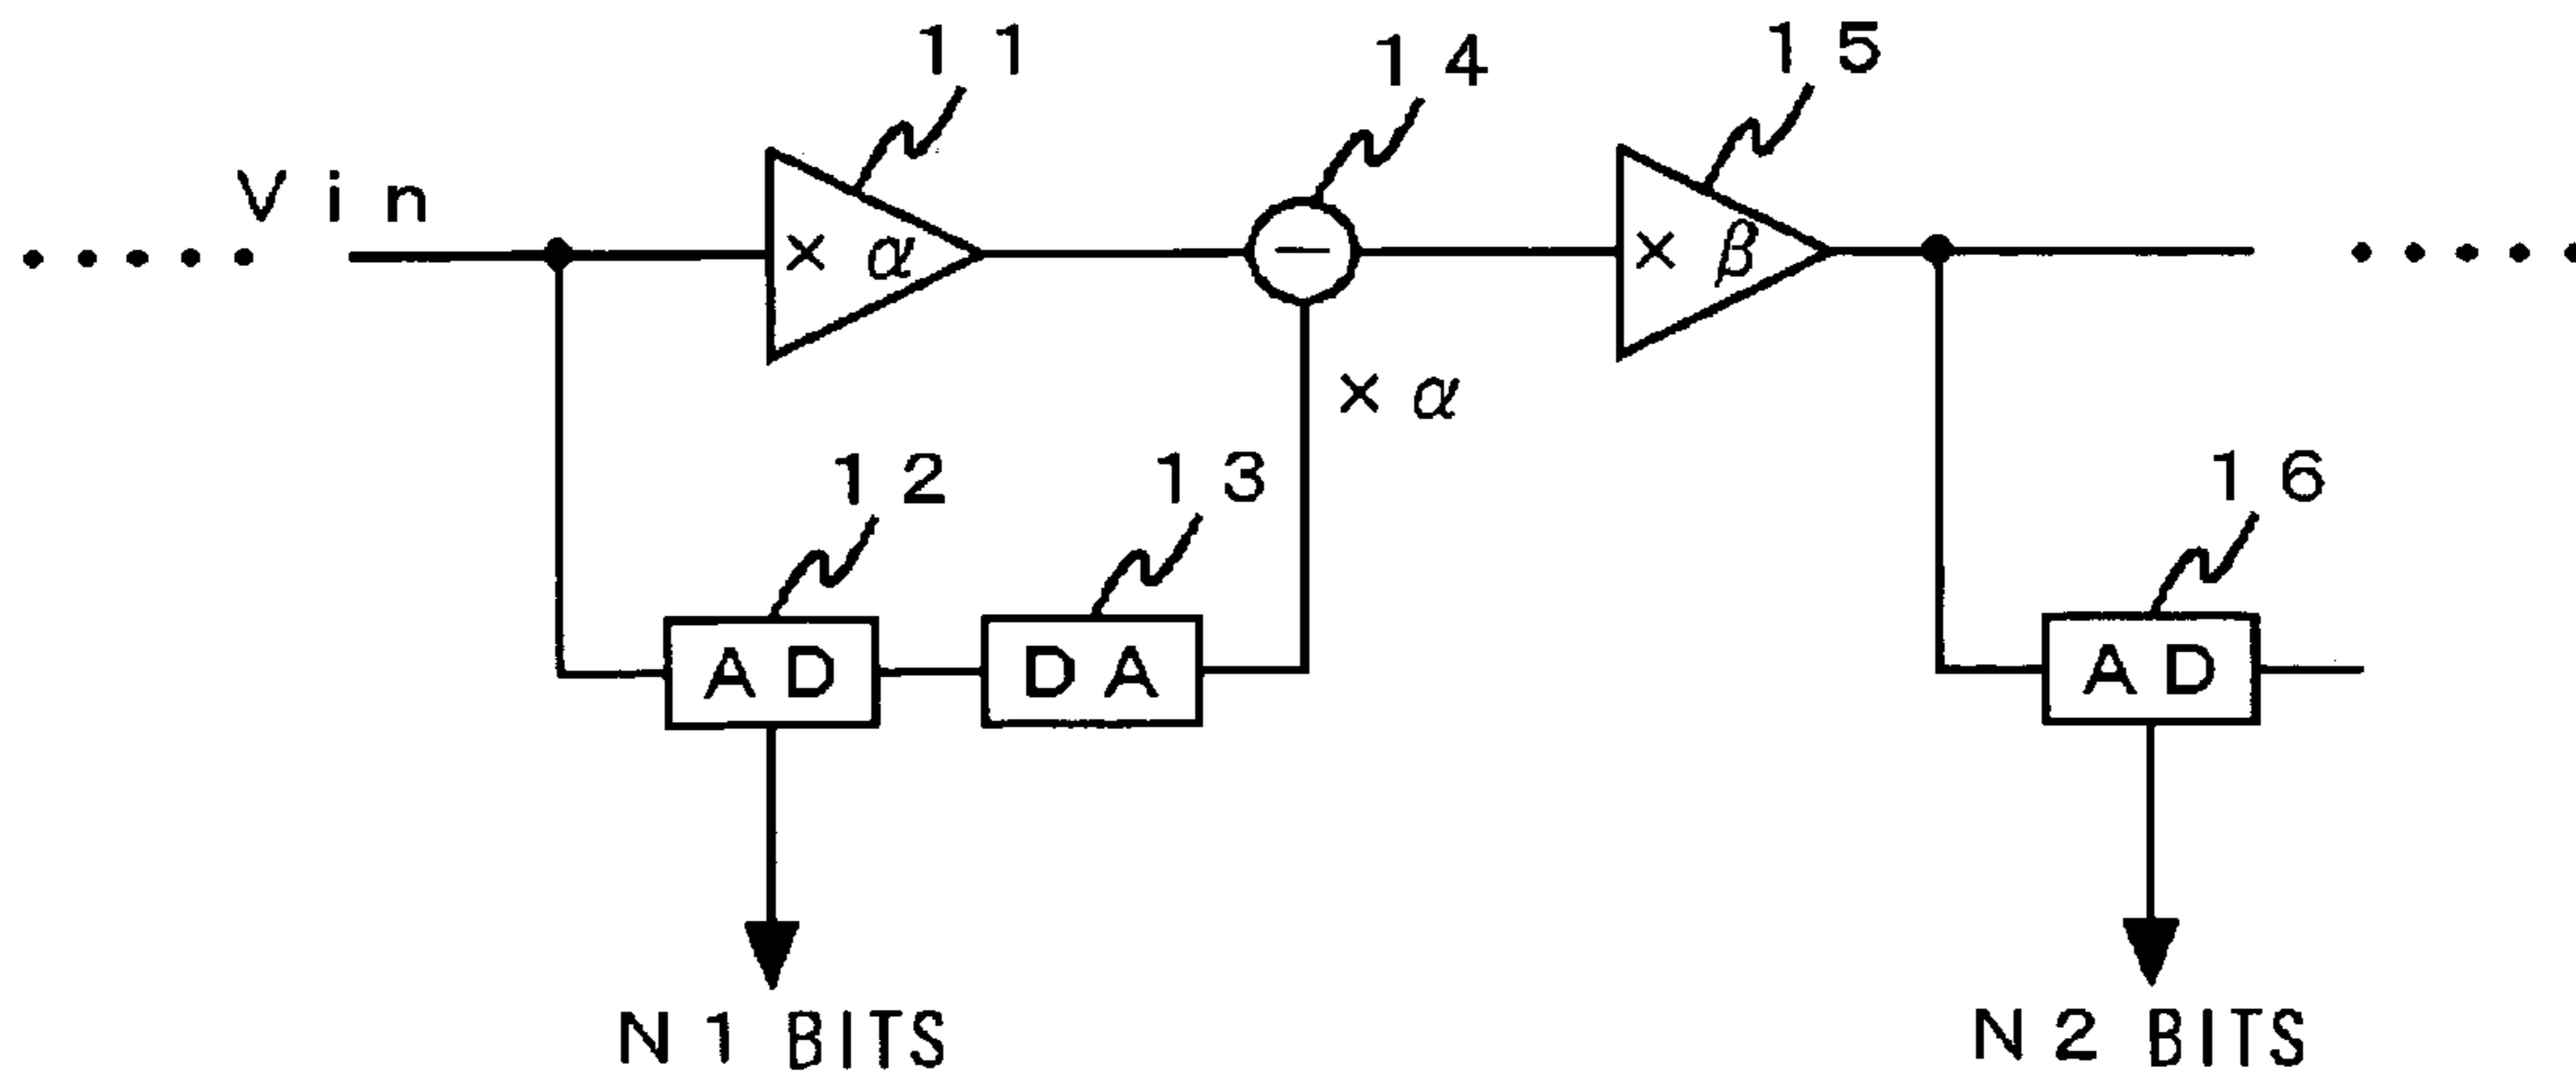 11
14
15
Vin
× α
−
× β
× α
12
13
16
AD
DA
AD
N1 BITS
N2 BITS